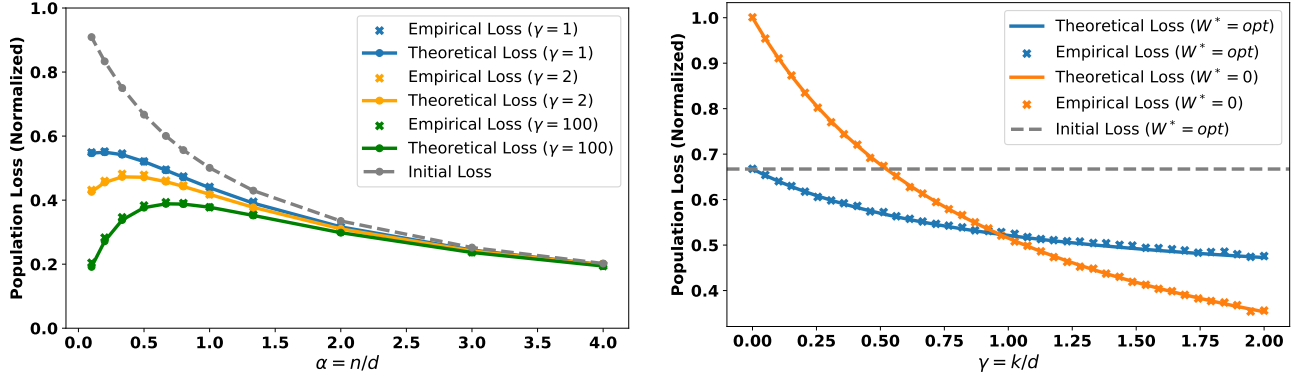 Population Loss (Normalized)
1.0
0.8
0.6
0.4
0.2
0.0
Empirical Loss (γ = 1)
Theoretical Loss (γ = 1)
Empirical Loss (γ = 2)
Theoretical Loss (γ = 2)
Empirical Loss (γ = 100)
Theoretical Loss (γ = 100)
Initial Loss
0.0 0.5 1.0 1.5 2.0 2.5 3.0 3.5 4.0
α = n/d
Population Loss (Normalized)
1.0
0.9
0.8
0.7
0.6
0.5
0.4
Theoretical Loss (W* = opt)
Empirical Loss (W* = opt)
Theoretical Loss (W* = 0)
Empirical Loss (W* = 0)
Initial Loss (W* = opt)
0.00 0.25 0.50 0.75 1.00 1.25 1.50 1.75 2.00
γ = k/d